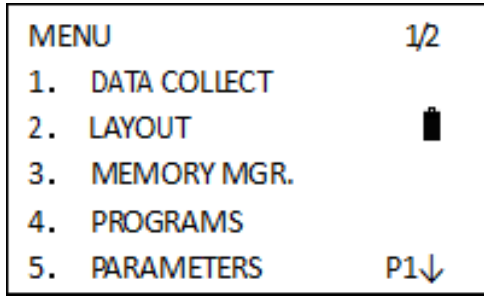 MENU 1/2
1. DATA COLLECT
2. LAYOUT
3. MEMORY MGR.
4. PROGRAMS
5. PARAMETERS P1↓